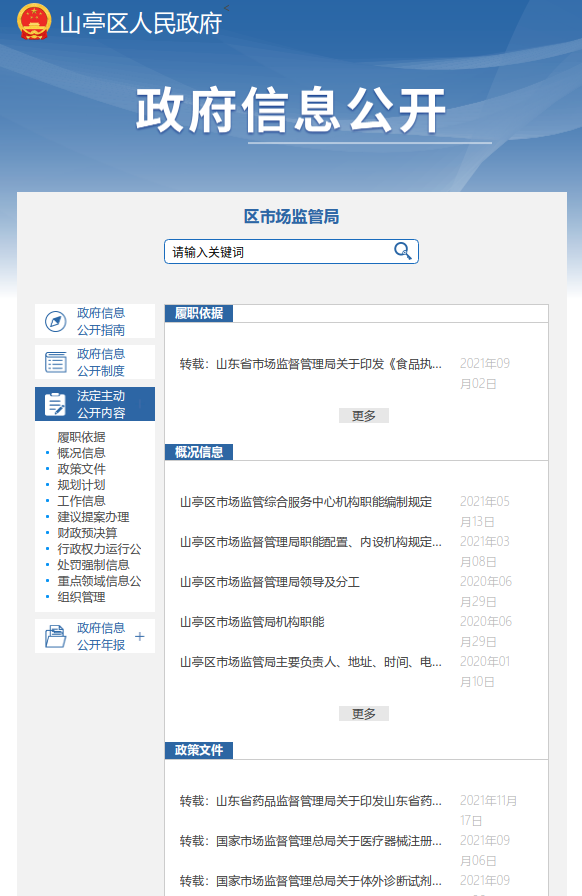 山亭区人民政府
政府信息公开
区市场监管局
请输入关键词
政府信息
公开指南
政府信息
公开制度
法定主动
公开内容
履职依据
概况信息
政策文件
规划计划
工作信息
建议提案办理
财政预决算
行政权力运行公
处罚强制信息
重点领域信息公
组织管理
政府信息
公开年报 +
履职依据
转载：山东省市场监督管理局关于印发《食品执... 2021年09
月02日
更多
概况信息
山亭区市场监管综合服务中心机构职能编制规定 2021年05
月13日
山亭区市场监督管理局职能配置、内设机构规定... 2021年03
月08日
山亭区市场监督管理局领导及分工 2020年06
月29日
山亭区市场监管局机构职能 2020年06
月29日
山亭区市场监管局主要负责人、地址、时间、电... 2020年01
月10日
更多
政策文件
转载：山东省药品监督管理局关于印发山东省药... 2021年11月
17日
转载：国家市场监督管理总局关于医疗器械注册... 2021年09
月06日
转载：国家市场监督管理总局关于体外诊断试剂... 2021年09